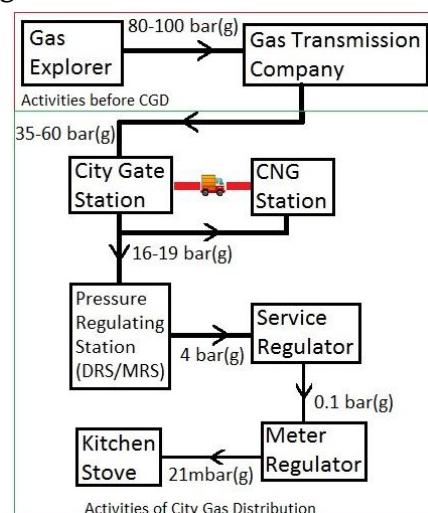 80-100 bar(g)
Gas
Explorer
Gas Transmission
Company
Activities before CGD
35-60 bar(g)
City Gate
Station
CNG
Station
16-19 bar(g)
Pressure
Regulating
Station
(DRS/MRS)
4 bar(g)
Service
Regulator
0.1 bar(g)
Kitchen
Stove
21mbar(g)
Meter
Regulator
Activities of City Gas Distribution